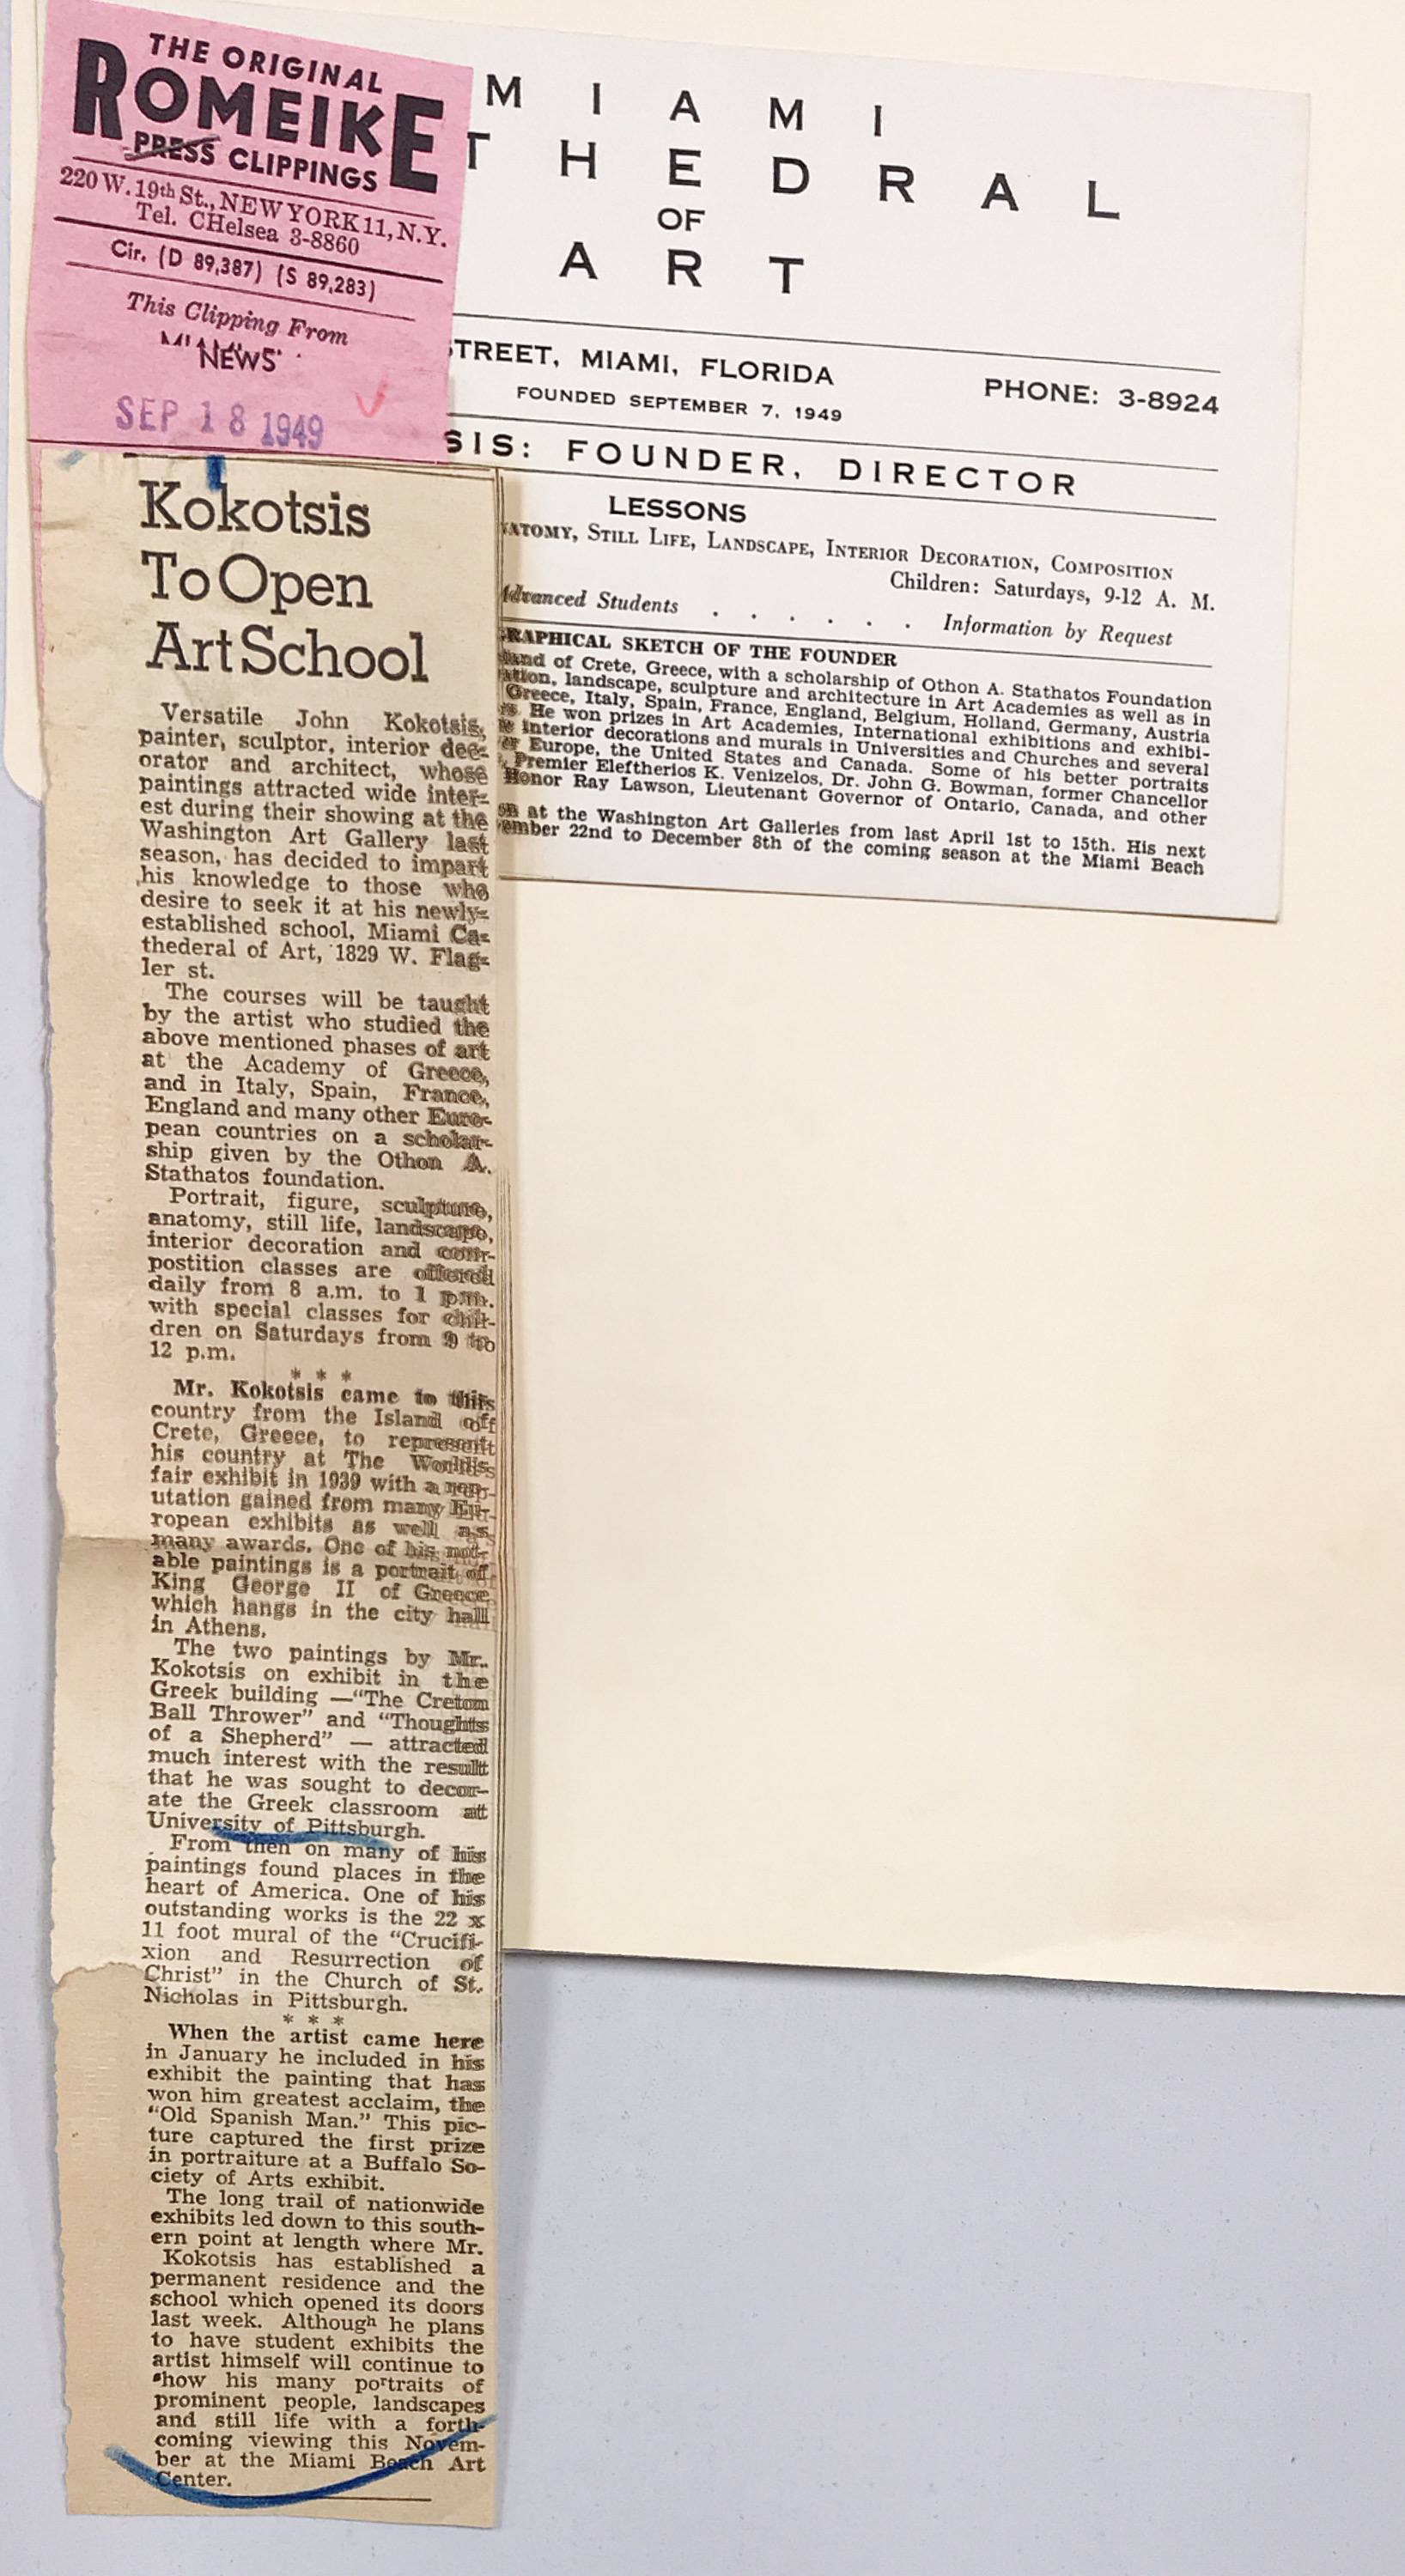 THE ORIGINAL
ROMEIKE
PRESS CLIPPINGS
220 W. 19th St., NEW YORK 11, N.Y.
Tel. CHelsea 3-8860
Cir. (D 89,387) (S 89,283)
This Clipping From
NEWS
SEP 18 1949
Kokotsis
To Open
Art School
Versatile John Kokotsis,
painter, sculptor, interior dec-
orator and architect, whose
paintings attracted wide inter-
est during their showing at the
Washington Art Gallery last
season, has decided to impart
his knowledge to those who
desire to seek it at his newly-
established school, Miami Ca-
thederal of Art, 1829 W. Flag-
ler st.
The courses will be taught
by the artist who studied the
above mentioned phases of art
at the Academy of Greece,
and in Italy, Spain, France,
England and many other Euro-
pean countries on a scholar-
ship given by the Othon A.
Stathatos foundation.
Portrait, figure, sculpture,
anatomy, still life, landscape,
interior decoration and com-
postition classes are offered
daily from 8 a.m. to 1 p.m.
with special classes for chil-
dren on Saturdays from 9 to
12 p.m.
* * *
Mr. Kokotsis came to this
country from the Island of
Crete, Greece, to represent
his country at The World's
fair exhibit in 1939 with a rep-
utation gained from many Eu-
ropean exhibits as well as
many awards. One of his not-
able paintings is a portrait of
King George II of Greece
which hangs in the city hall
in Athens.
The two paintings by Mr.
Kokotsis on exhibit in the
Greek building —"The Cretom
Ball Thrower" and "Thoughts
of a Shepherd" — attracted
much interest with the result
that he was sought to decor-
ate the Greek classroom at
University of Pittsburgh.
From then on many of his
paintings found places in the
heart of America. One of his
outstanding works is the 22 x
11 foot mural of the "Crucifi-
xion and Resurrection of
Christ" in the Church of St.
Nicholas in Pittsburgh.
* * *
When the artist came here
in January he included in his
exhibit the painting that has
won him greatest acclaim, the
"Old Spanish Man." This pic-
ture captured the first prize
in portraiture at a Buffalo So-
ciety of Arts exhibit.
The long trail of nationwide
exhibits led down to this south-
ern point at length where Mr.
Kokotsis has established a
permanent residence and the
school which opened its doors
last week. Although he plans
to have student exhibits the
artist himself will continue to
show his many portraits of
prominent people, landscapes
and still life with a forth-
coming viewing this Novem-
ber at the Miami Beach Art
Center.
MIAMI
THEDRAL
OF
ART
STREET, MIAMI, FLORIDA
PHONE: 3-8924
FOUNDED SEPTEMBER 7, 1949
SIS: FOUNDER, DIRECTOR
LESSONS
ATOMY, STILL LIFE, LANDSCAPE, INTERIOR DECORATION, COMPOSITION
Children: Saturdays, 9-12 A. M.
Advanced Students . . . . . . Information by Request
GRAPHICAL SKETCH OF THE FOUNDER
land of Crete, Greece, with a scholarship of Othon A. Stathatos Foundation
ation, landscape, sculpture and architecture in Art Academies as well as in
Greece, Italy, Spain, France, England, Belgium, Holland, Germany, Austria
He won prizes in Art Academies, International exhibitions and exhibi-
interior decorations and murals in Universities and Churches and several
Europe, the United States and Canada. Some of his better portraits
Premier Eleftherios K. Venizelos, Dr. John G. Bowman, former Chancellor
Honor Ray Lawson, Lieutenant Governor of Ontario, Canada, and other
on at the Washington Art Galleries from last April 1st to 15th. His next
ember 22nd to December 8th of the coming season at the Miami Beach